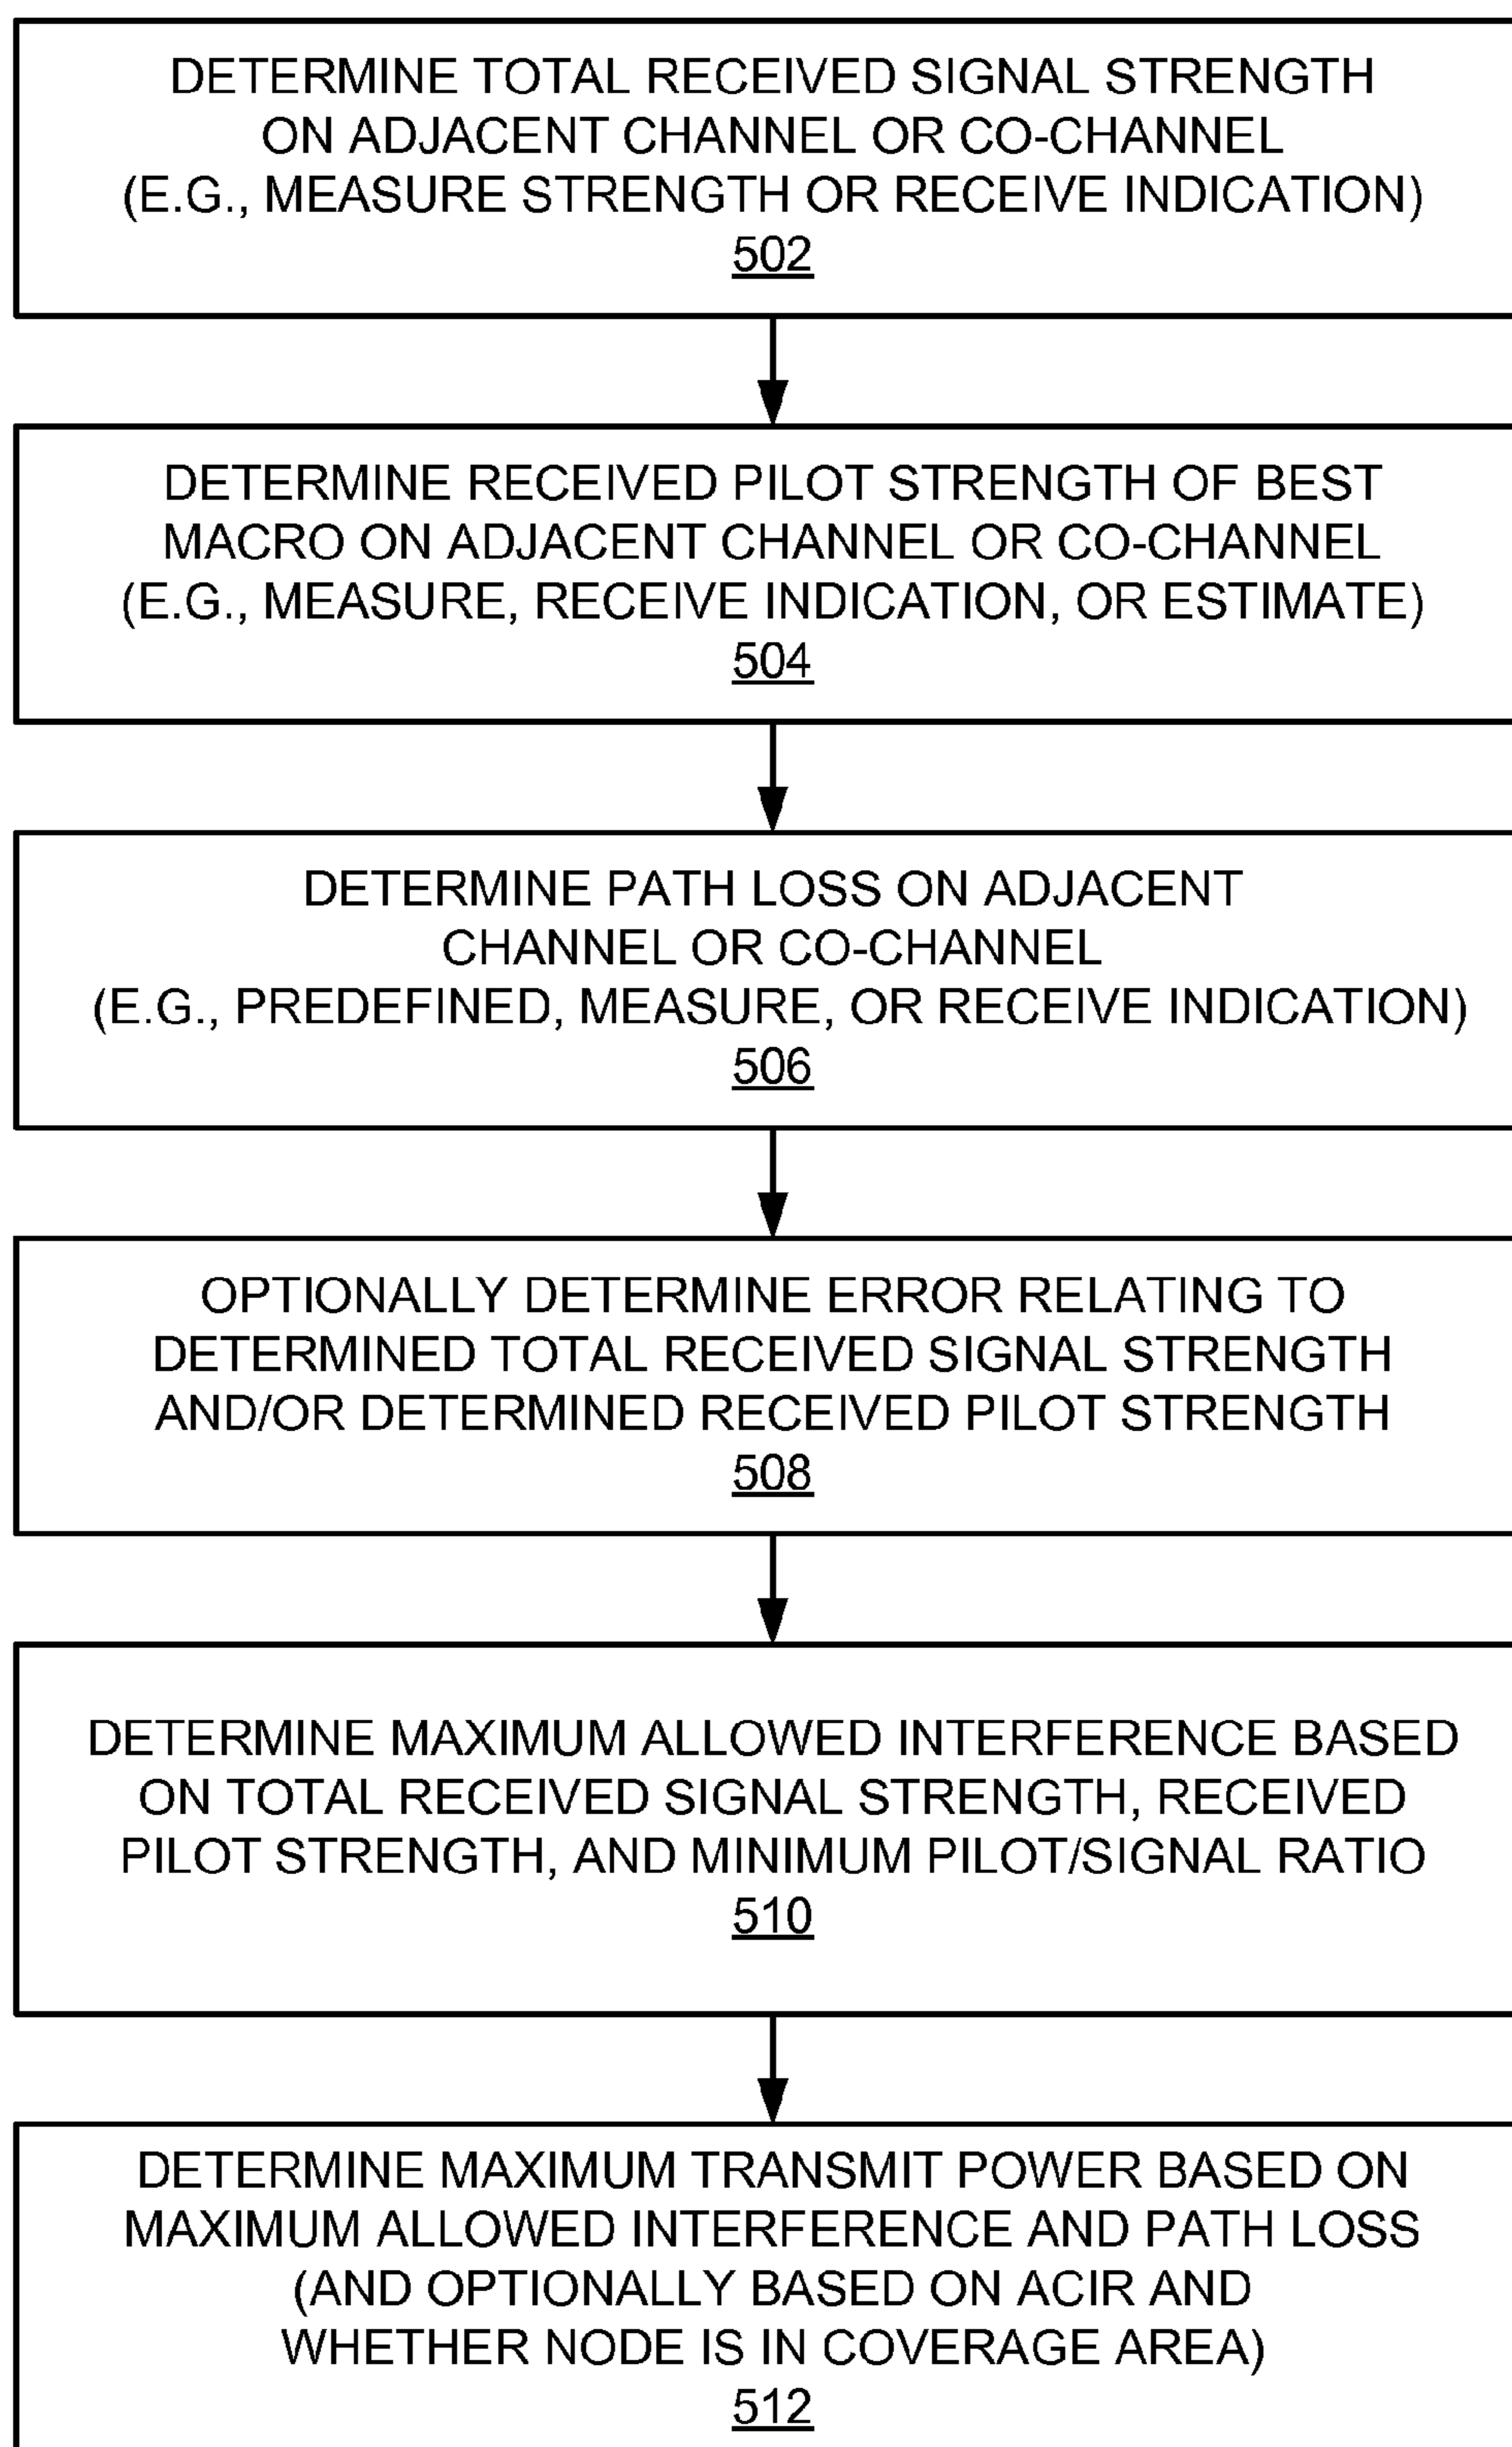 DETERMINE TOTAL RECEIVED SIGNAL STRENGTH
ON ADJACENT CHANNEL OR CO-CHANNEL
(E.G., MEASURE STRENGTH OR RECEIVE INDICATION)
502
DETERMINE RECEIVED PILOT STRENGTH OF BEST
MACRO ON ADJACENT CHANNEL OR CO-CHANNEL
(E.G., MEASURE, RECEIVE INDICATION, OR ESTIMATE)
504
DETERMINE PATH LOSS ON ADJACENT
CHANNEL OR CO-CHANNEL
(E.G., PREDEFINED, MEASURE, OR RECEIVE INDICATION)
506
OPTIONALLY DETERMINE ERROR RELATING TO
DETERMINED TOTAL RECEIVED SIGNAL STRENGTH
AND/OR DETERMINED RECEIVED PILOT STRENGTH
508
DETERMINE MAXIMUM ALLOWED INTERFERENCE BASED
ON TOTAL RECEIVED SIGNAL STRENGTH, RECEIVED
PILOT STRENGTH, AND MINIMUM PILOT/SIGNAL RATIO
510
DETERMINE MAXIMUM TRANSMIT POWER BASED ON
MAXIMUM ALLOWED INTERFERENCE AND PATH LOSS
(AND OPTIONALLY BASED ON ACIR AND
WHETHER NODE IS IN COVERAGE AREA)
512